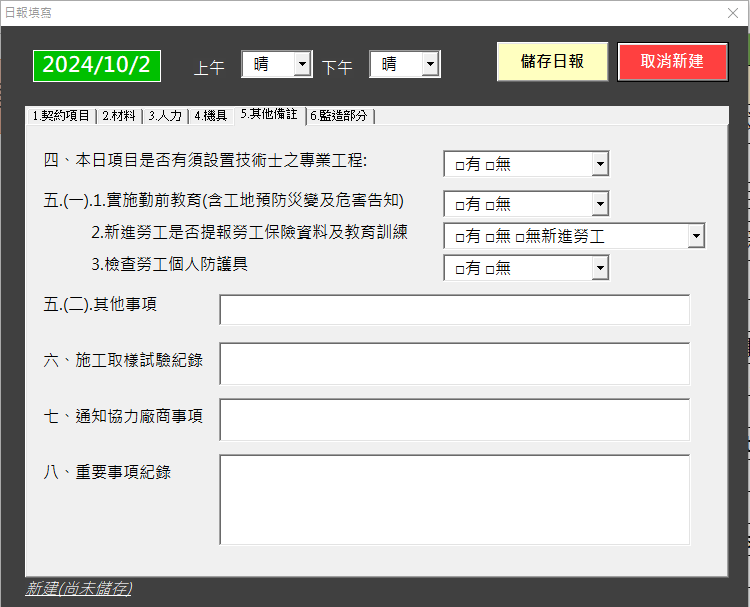 日報填寫
2024/10/2 上午 晴 下午 晴 儲存日報 取消新建
1.契約項目 2.材料 3.人力 4.機具 5.其他備註 6.監造部分
四、本日項目是否有須設置技術士之專業工程: □有 □無
五.(一).1.實施勤前教育(含工地預防災變及危害告知) □有 □無
2.新進勞工是否提報勞工保險資料及教育訓練 □有 □無 □無新進勞工
3.檢查勞工個人防護具 □有 □無
五.(二).其他事項
六、施工取樣試驗紀錄
七、通知協力廠商事項
八、重要事項紀錄
新建(尚未儲存)